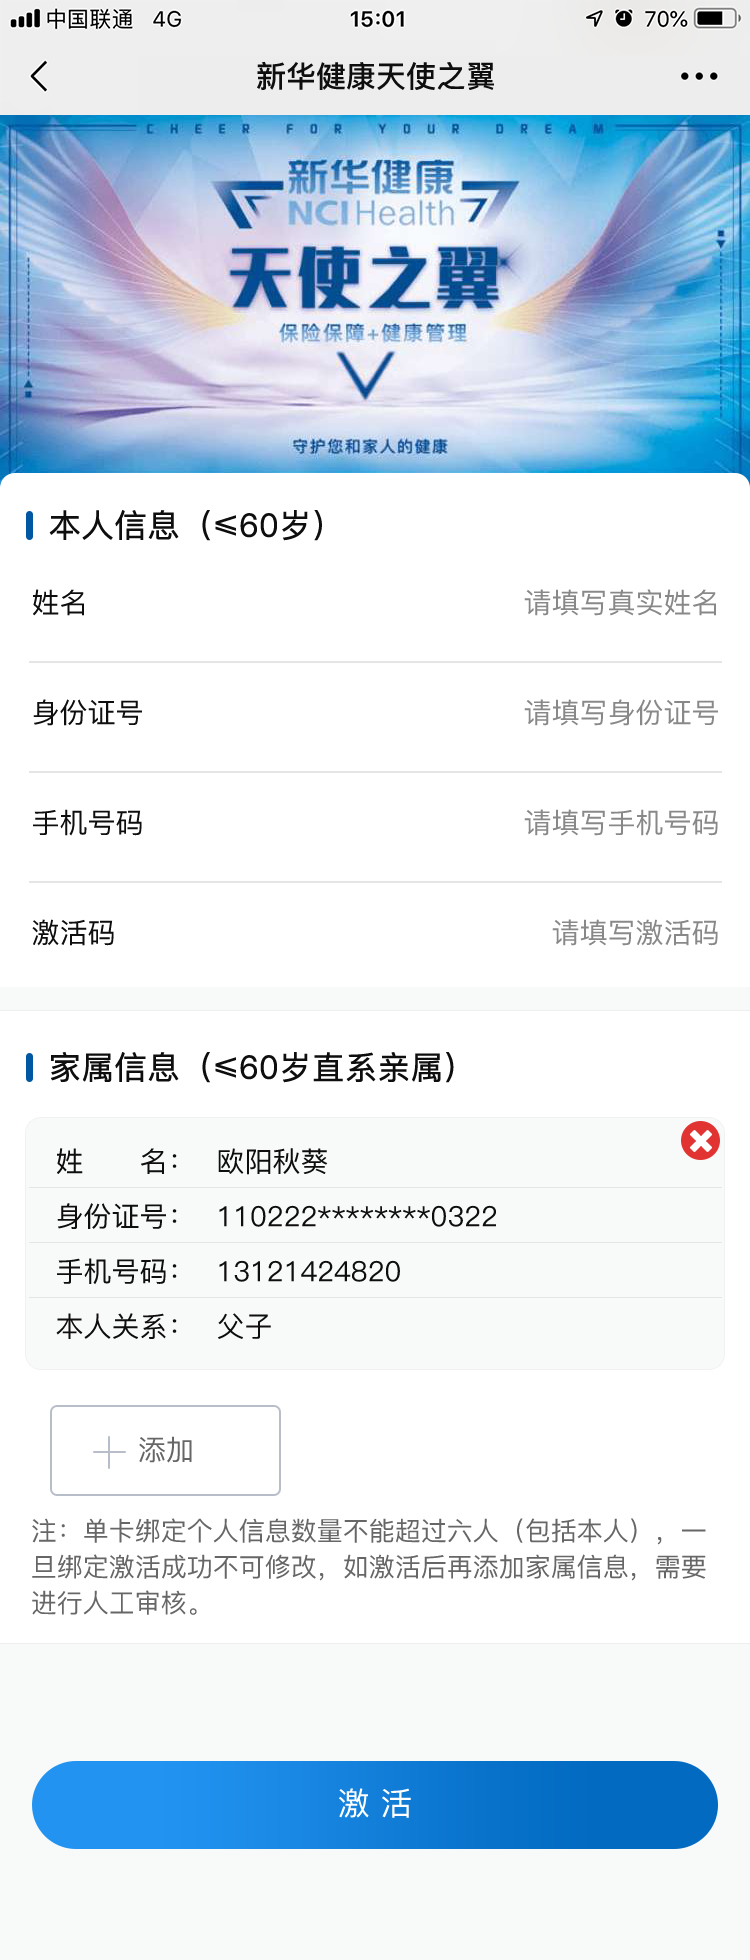 中国联通 4G 15:01 70%
新华健康天使之翼
CHEER FOR YOUR DREAM
新华健康
NCIHealth
天使之翼
保险保障+健康管理
守护您和家人的健康
本人信息（≤60岁）
姓名 请填写真实姓名
身份证号 请填写身份证号
手机号码 请填写手机号码
激活码 请填写激活码
家属信息（≤60岁直系亲属）
姓 名： 欧阳秋葵
身份证号： 110222********0322
手机号码： 13121424820
本人关系： 父子
添加
注：单卡绑定个人信息数量不能超过六人（包括本人），一
旦绑定激活成功不可修改，如激活后再添加家属信息，需要
进行人工审核。
激 活